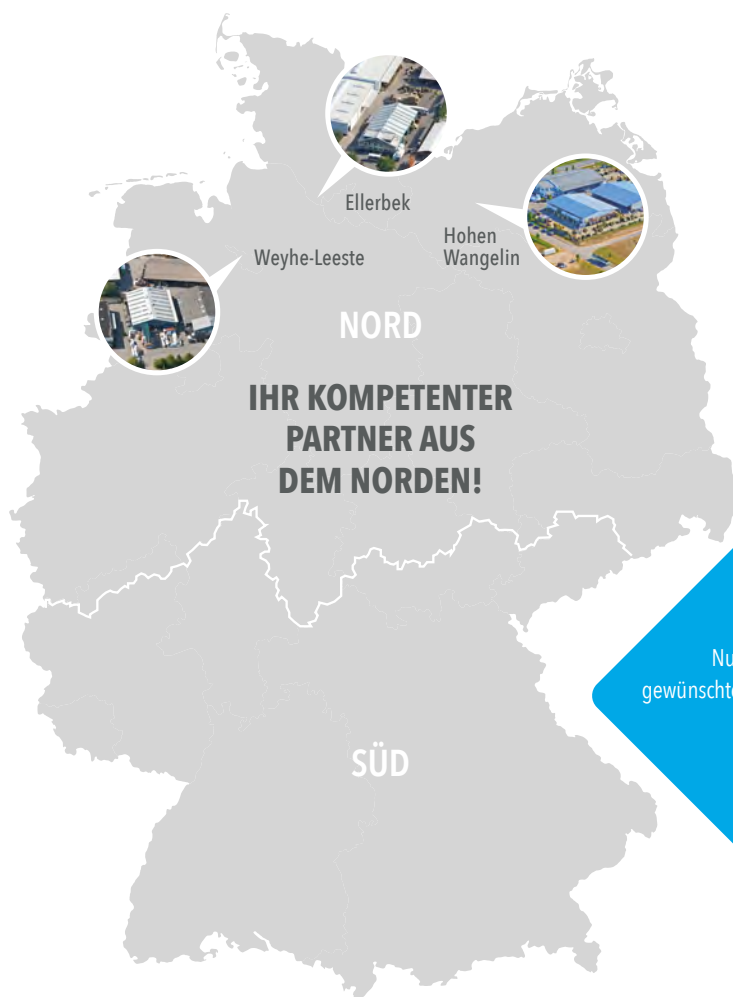 Ellerbek
Hohen
Wangelin
Weyhe-Leeste
NORD
IHR KOMPETENTER
PARTNER AUS
DEM NORDEN!
SÜD